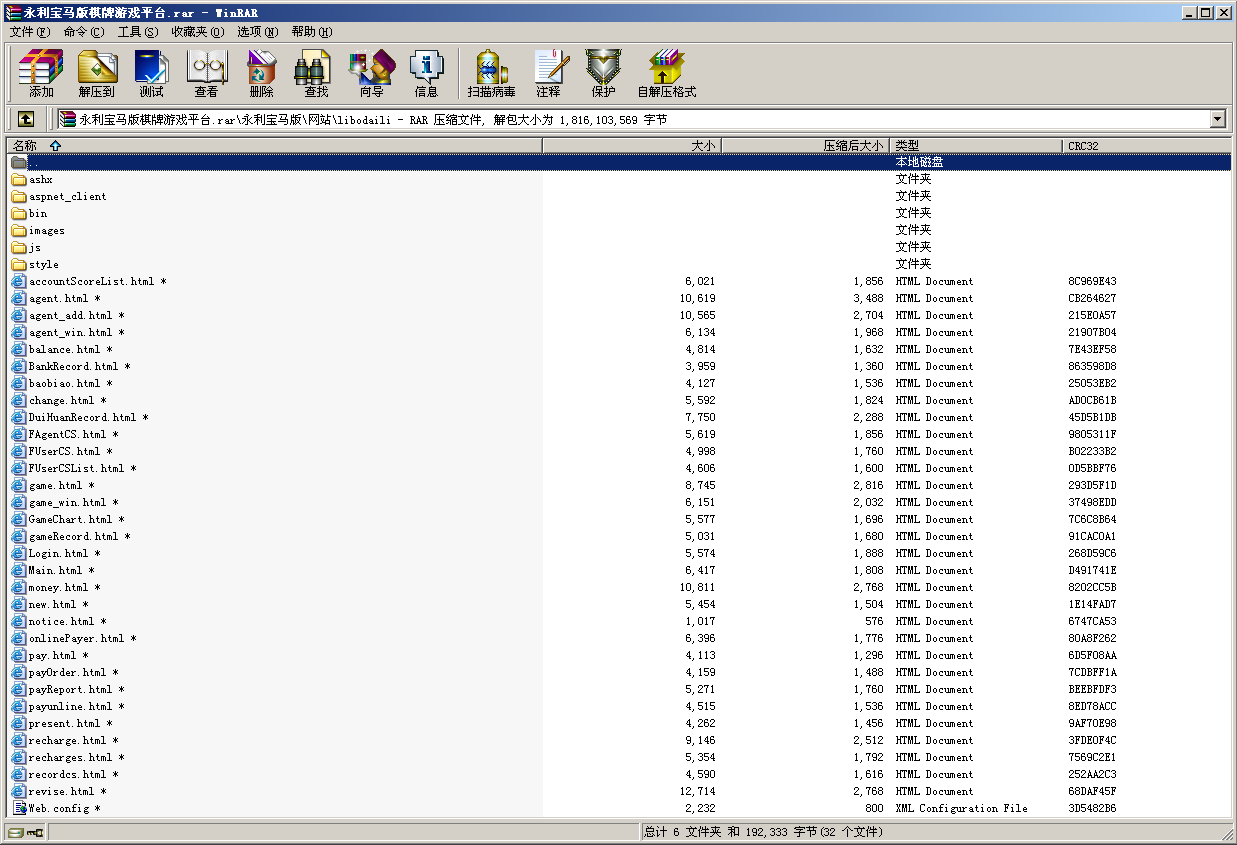 永利宝马版棋牌游戏平台.rar - WinRAR
文件(F) 命令(C) 工具(S) 收藏夹(O) 选项(N) 帮助(H)
添加 解压到 测试 查看 删除 查找 向导 信息 扫描病毒 注释 保护 自解压格式
永利宝马版棋牌游戏平台.rar\永利宝马版\网站\libodaili - RAR 压缩文件, 解包大小为 1,816,103,569 字节
名称 大小 压缩后大小 类型 CRC32
.. 本地磁盘
ashx 文件夹
aspnet_client 文件夹
bin 文件夹
images 文件夹
js 文件夹
style 文件夹
accountScoreList.html * 6,021 1,856 HTML Document 8C969E43
agent.html * 10,619 3,488 HTML Document CB264627
agent_add.html * 10,565 2,704 HTML Document 215E0A57
agent_win.html * 6,134 1,968 HTML Document 21907B04
balance.html * 4,814 1,632 HTML Document 7E43EF58
BankRecord.html * 3,959 1,360 HTML Document 863598D8
baobiao.html * 4,127 1,536 HTML Document 25053EB2
change.html * 5,592 1,824 HTML Document AD0CB61B
DuiHuanRecord.html * 7,750 2,288 HTML Document 45D5B1DB
FAgentCS.html * 5,619 1,856 HTML Document 9805311F
FUserCS.html * 4,998 1,760 HTML Document B02233B2
FUserCSList.html * 4,606 1,600 HTML Document 0D5BBF76
game.html * 8,745 2,816 HTML Document 293D5F1D
game_win.html * 6,151 2,032 HTML Document 37498EDD
GameChart.html * 5,577 1,696 HTML Document 7C6C8B64
gameRecord.html * 5,031 1,680 HTML Document 91CAC0A1
Login.html * 5,574 1,888 HTML Document 268D59C6
Main.html * 6,417 1,808 HTML Document D491741E
money.html * 10,811 2,768 HTML Document 8202CC5B
new.html * 5,454 1,504 HTML Document 1E14FAD7
notice.html * 1,017 576 HTML Document 6747CA53
onlinePayer.html * 6,396 1,776 HTML Document 80A8F262
pay.html * 4,113 1,296 HTML Document 6D5F08AA
payOrder.html * 4,159 1,488 HTML Document 7CDBFF1A
payReport.html * 5,271 1,760 HTML Document BEEBFDF3
payunline.html * 4,515 1,536 HTML Document 8ED78ACC
present.html * 4,262 1,456 HTML Document 9AF70E98
recharge.html * 9,146 2,512 HTML Document 3FDE0F4C
recharges.html * 5,354 1,792 HTML Document 7569C2E1
recordcs.html * 4,590 1,616 HTML Document 252AA2C3
revise.html * 12,714 2,768 HTML Document 68DAF45F
Web.config * 2,232 800 XML Configuration File 3D5482B6
总计 6 文件夹 和 192,333 字节(32 个文件)